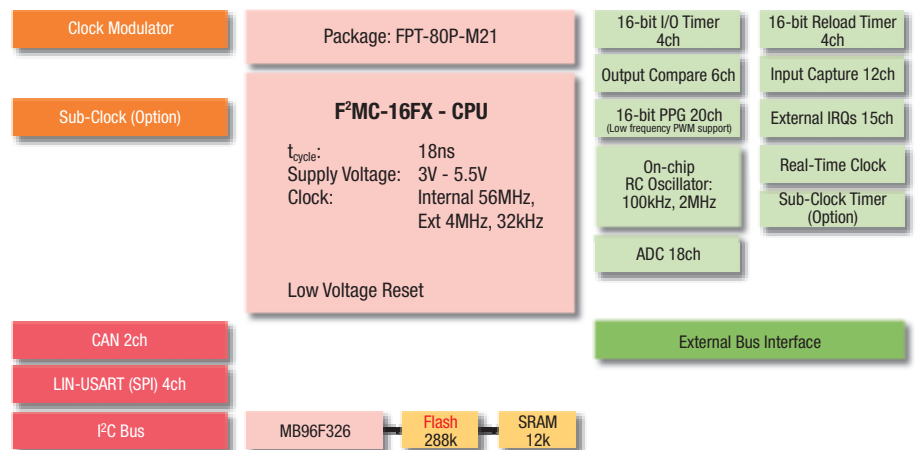 Clock Modulator
Package: FPT-80P-M21
16-bit I/O Timer
4ch
16-bit Reload Timer
4ch
Output Compare 6ch
Input Capture 12ch
Sub-Clock (Option)
F²MC-16FX - CPU
tcycle: 18ns
Supply Voltage: 3V - 5.5V
Clock: Internal 56MHz,
Ext 4MHz, 32kHz
Low Voltage Reset
16-bit PPG 20ch
(Low frequency PWM support)
External IRQs 15ch
On-chip
RC Oscillator:
100kHz, 2MHz
Real-Time Clock
Sub-Clock Timer
(Option)
ADC 18ch
CAN 2ch
External Bus Interface
LIN-USART (SPI) 4ch
I²C Bus
MB96F326
Flash
288k
SRAM
12k